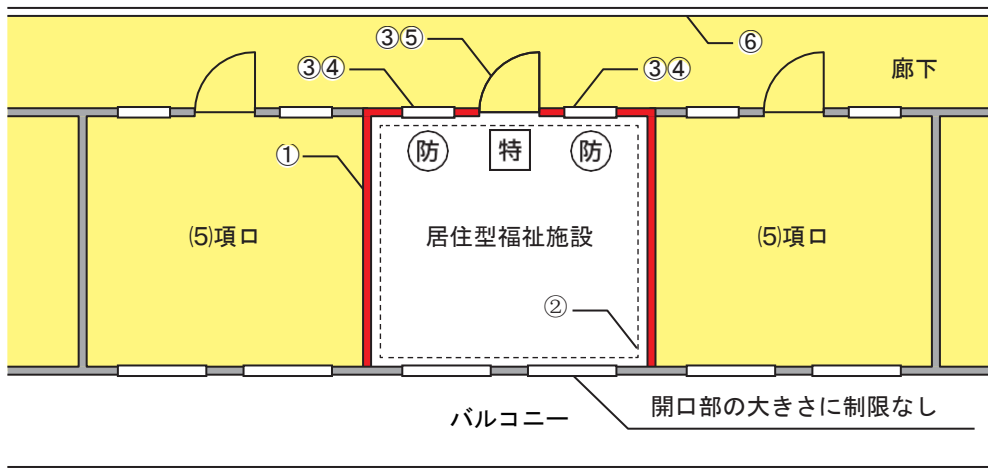 ③⑤
⑥
③④
③④
廊下
防
特
防
①
⑸項ロ
居住型福祉施設
⑸項ロ
②
開口部の大きさに制限なし
バルコニー